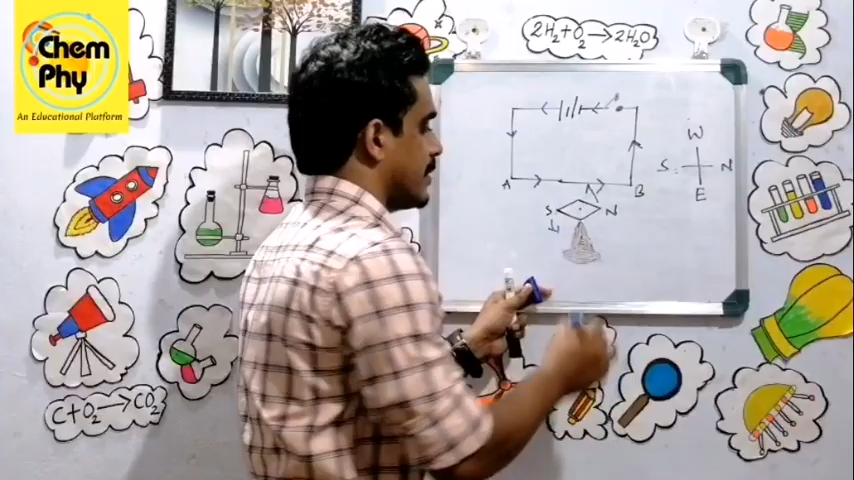 Chem
Phy
An Educational Platform
2H₂+O₂→2H₂O
W
S N
E
A B
S N
C+O₂→CO₂